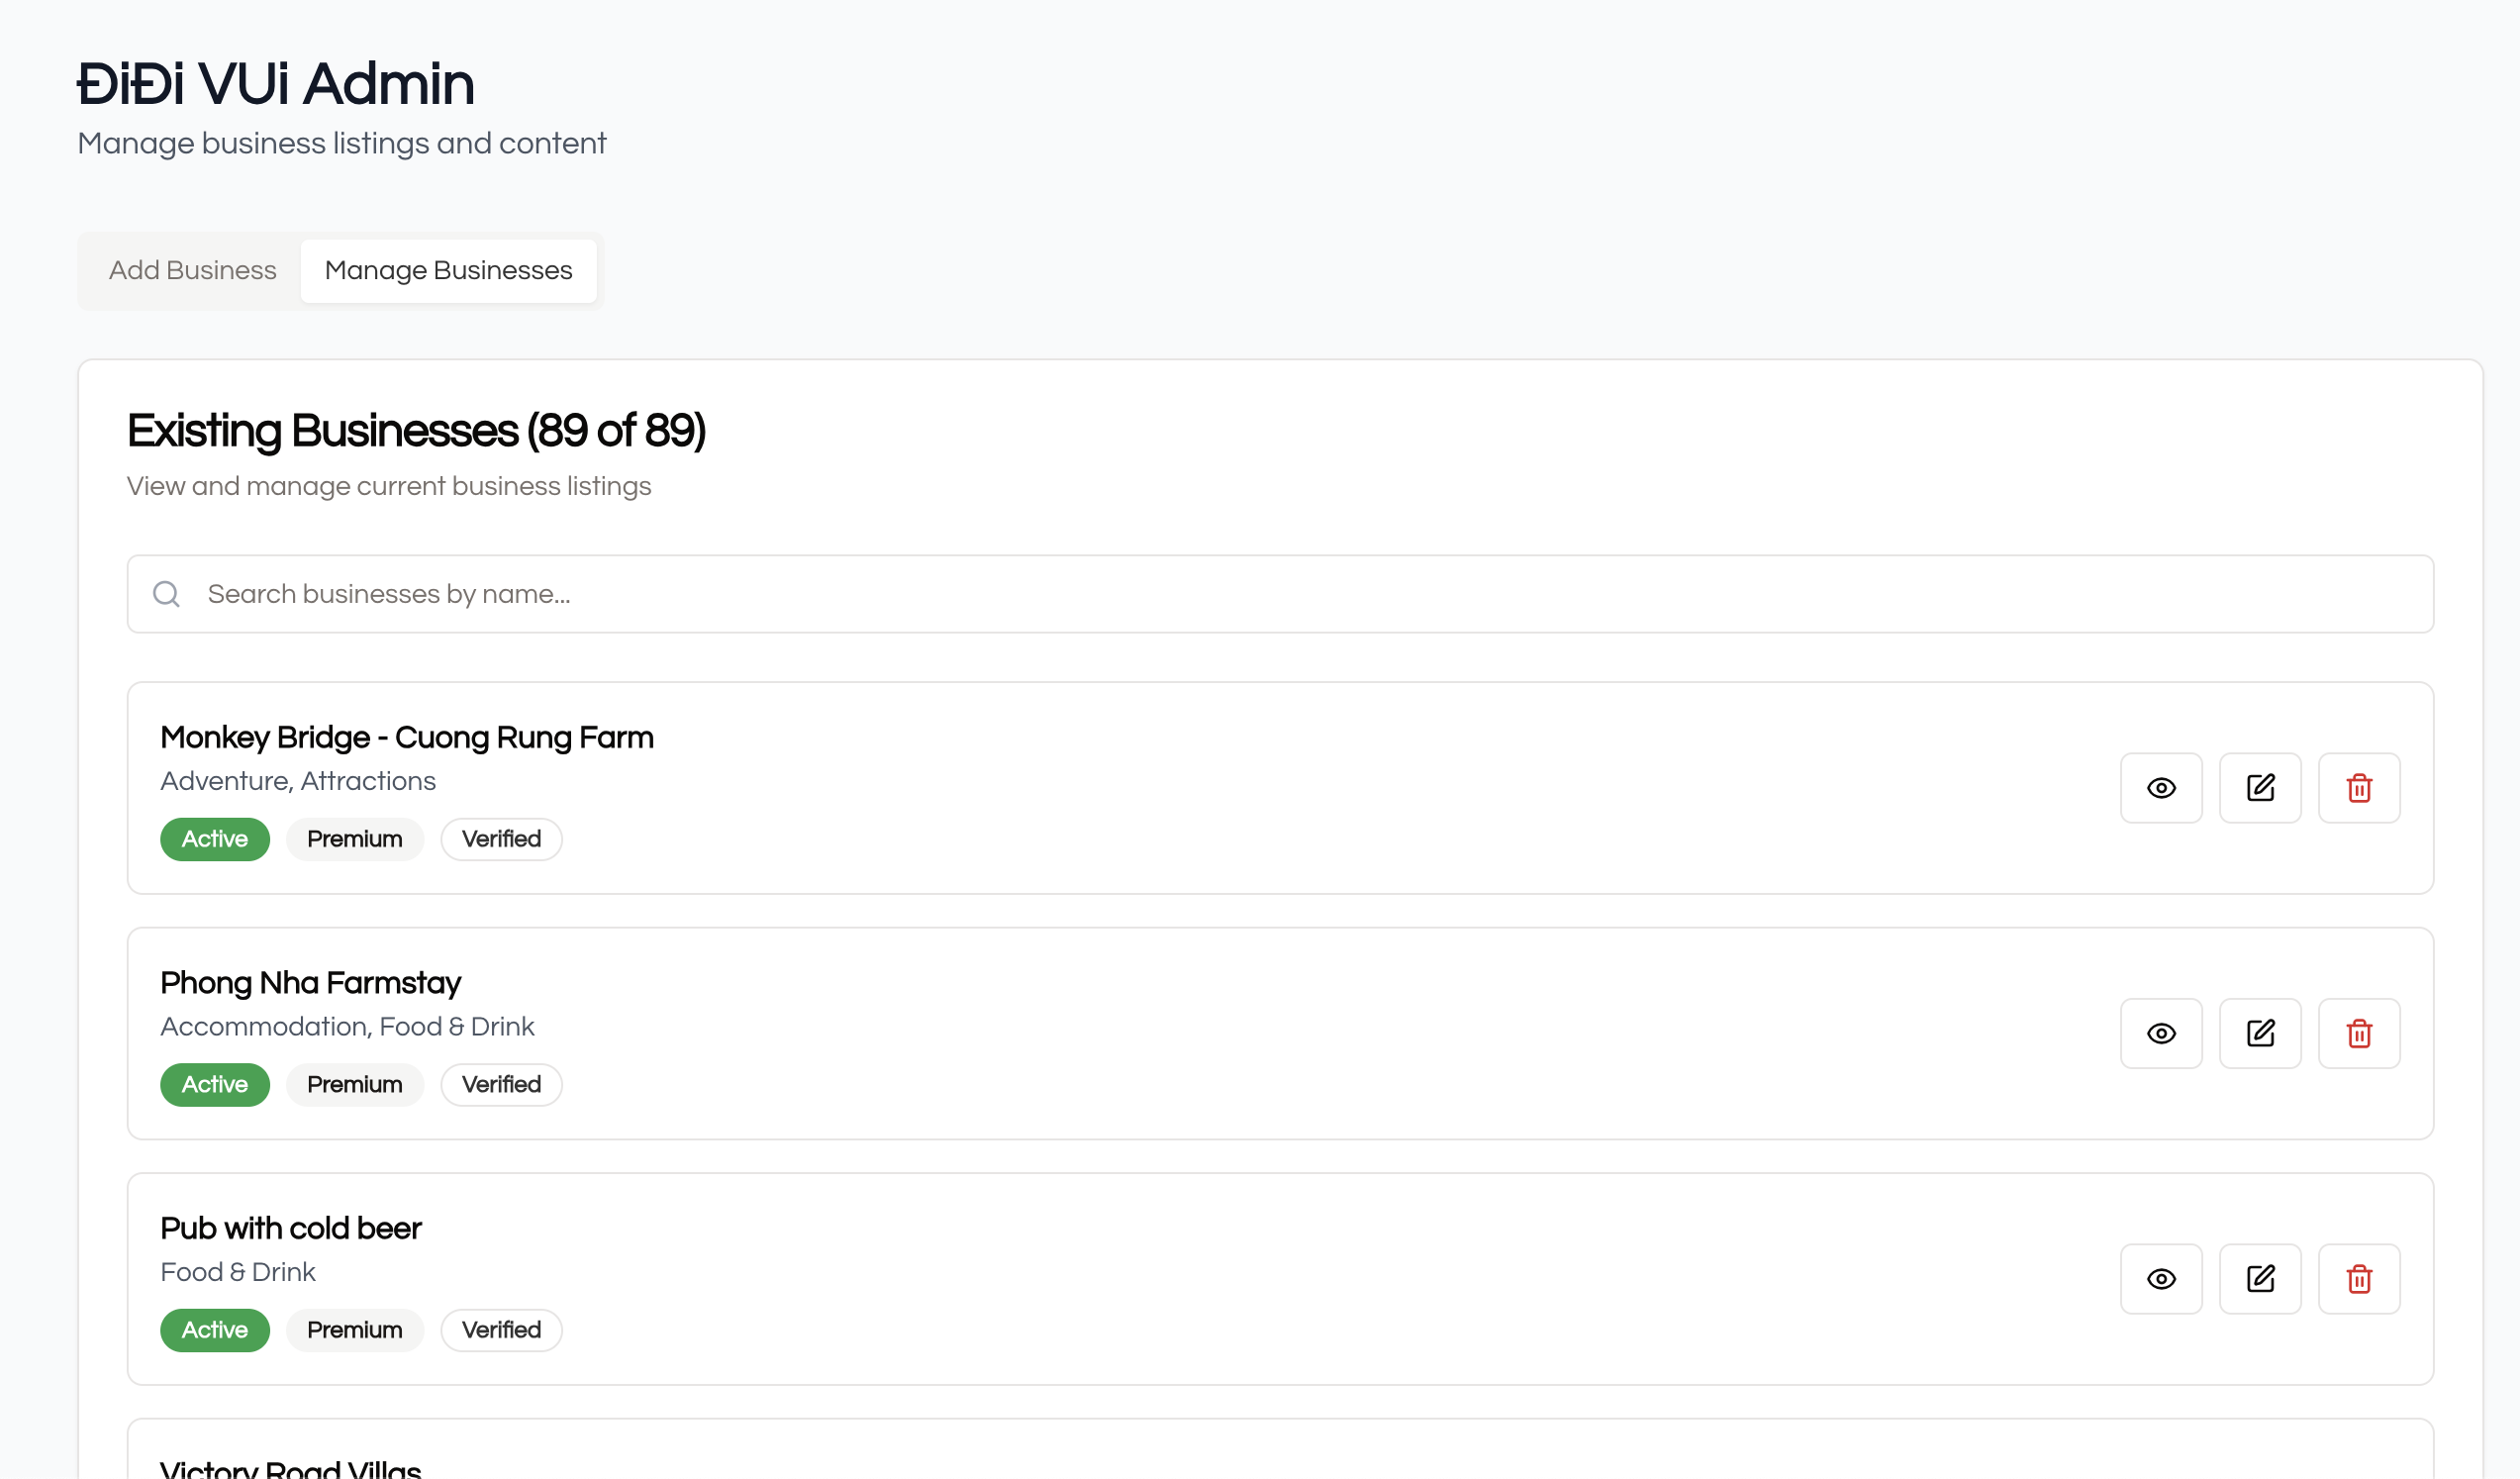 ĐiĐi VUi Admin
Manage business listings and content
Add Business
Manage Businesses
Existing Businesses (89 of 89)
View and manage current business listings
Search businesses by name...
Monkey Bridge - Cuong Rung Farm
Adventure, Attractions
Active
Premium
Verified
Phong Nha Farmstay
Accommodation, Food & Drink
Active
Premium
Verified
Pub with cold beer
Food & Drink
Active
Premium
Verified
Victory Road Villas